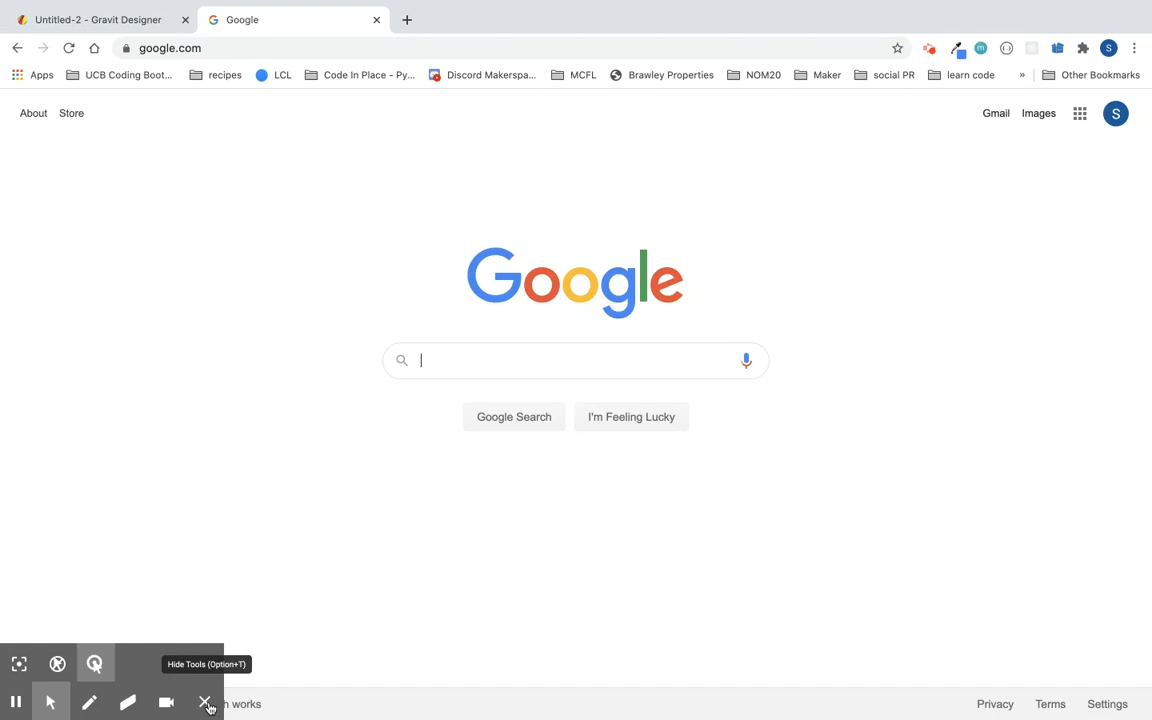 Untitled-2 - Gravit Designer
Google
google.com
S
Apps
UCB Coding Boot...
recipes
LCL
Code In Place - Py...
Discord Makerspa...
MCFL
Brawley Properties
NOM20
Maker
social PR
learn code
»
Other Bookmarks
About
Store
Gmail
Images
S
Google
Google Search
I'm Feeling Lucky
Hide Tools (Option+T)
works
Privacy
Terms
Settings